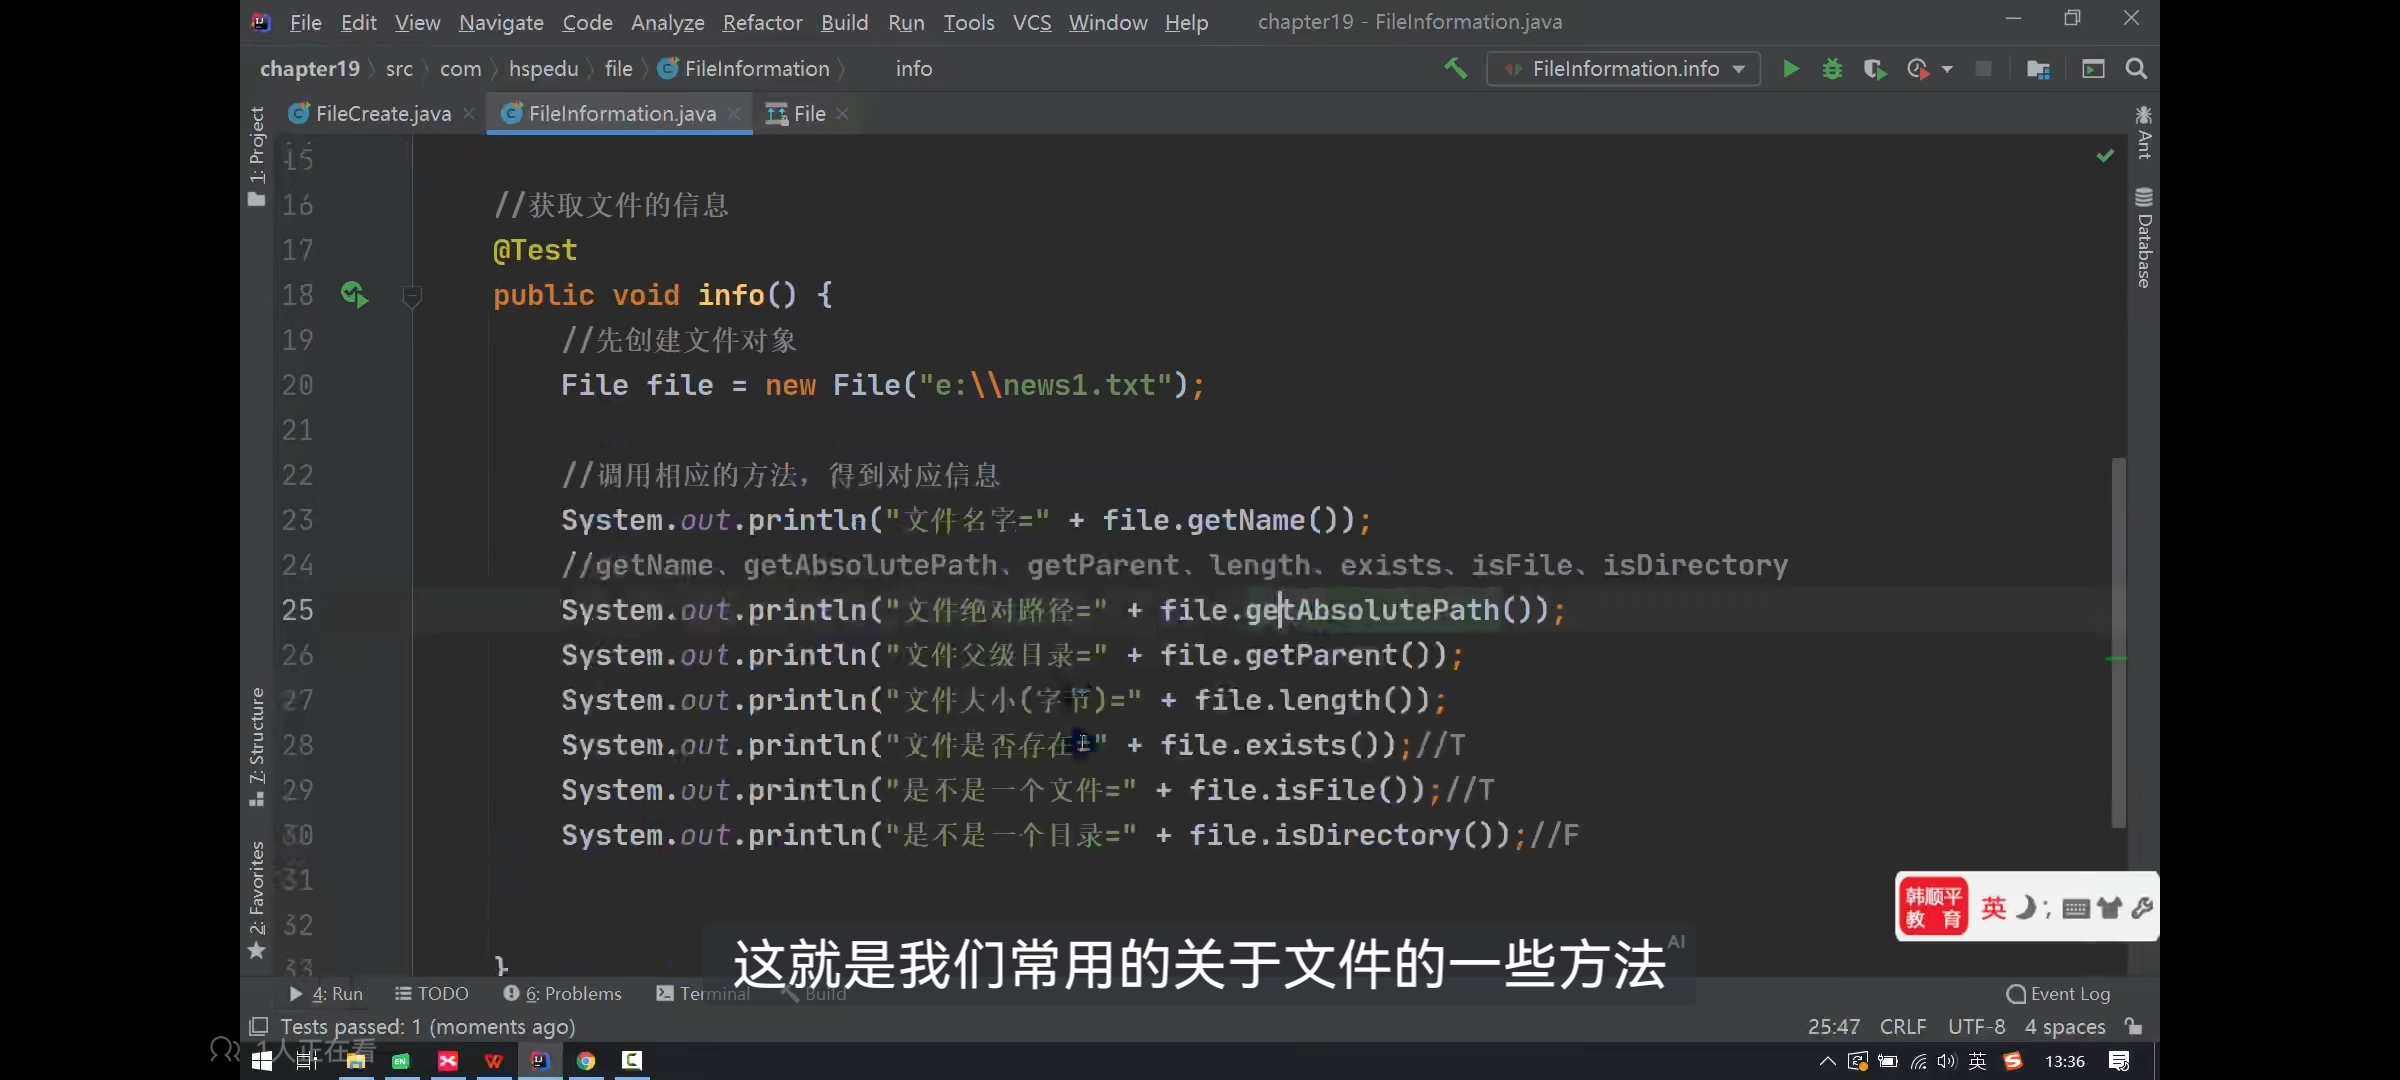 File Edit View Navigate Code Analyze Refactor Build Run Tools VCS Window Help chapter19 - FileInformation.java
chapter19 src com hspedu file FileInformation info FileInformation.info
FileCreate.java FileInformation.java File
1: Project
Ant
Database
15
16 //获取文件的信息
17 @Test
18 public void info() {
19 //先创建文件对象
20 File file = new File("e:\\news1.txt");
21
22 //调用相应的方法，得到对应信息
23 System.out.println("文件名字=" + file.getName());
24 //getName、getAbsolutePath、getParent、length、exists、isFile、isDirectory
25 System.out.println("文件绝对路径=" + file.getAbsolutePath());
26 System.out.println("文件父级目录=" + file.getParent());
27 System.out.println("文件大小(字节)=" + file.length());
28 System.out.println("文件是否存在=" + file.exists());//T
29 System.out.println("是不是一个文件=" + file.isFile());//T
30 System.out.println("是不是一个目录=" + file.isDirectory());//F
31
32
33 }
7: Structure
2: Favorites
韩顺平
教 育
英
这就是我们常用的关于文件的一些方法
AI
4: Run TODO 6: Problems Terminal Build Event Log
Tests passed: 1 (moments ago) 25:47 CRLF UTF-8 4 spaces
1人正在看
英 13:36